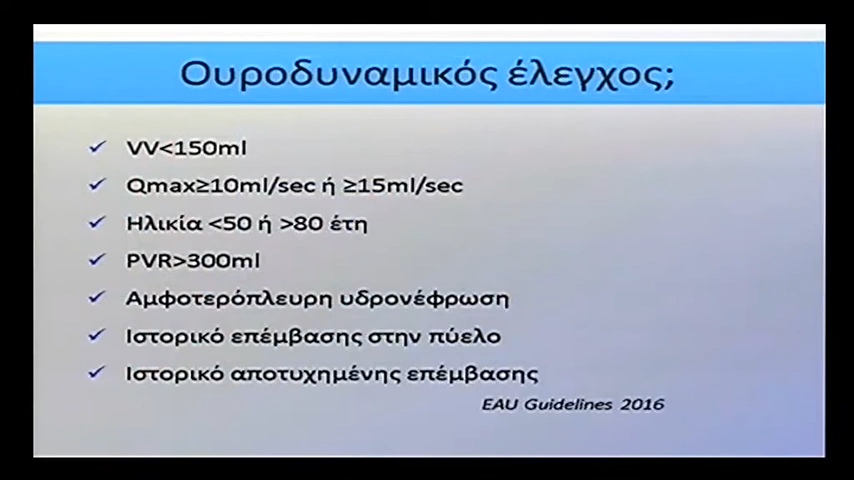 Ουροδυναμικός έλεγχος;
VV<150ml
Qmax≥10ml/sec ή ≥15ml/sec
Ηλικία <50 ή >80 έτη
PVR>300ml
Αμφοτερόπλευρη υδρονέφρωση
Ιστορικό επέμβασης στην πύελο
Ιστορικό αποτυχημένης επέμβασης
EAU Guidelines 2016